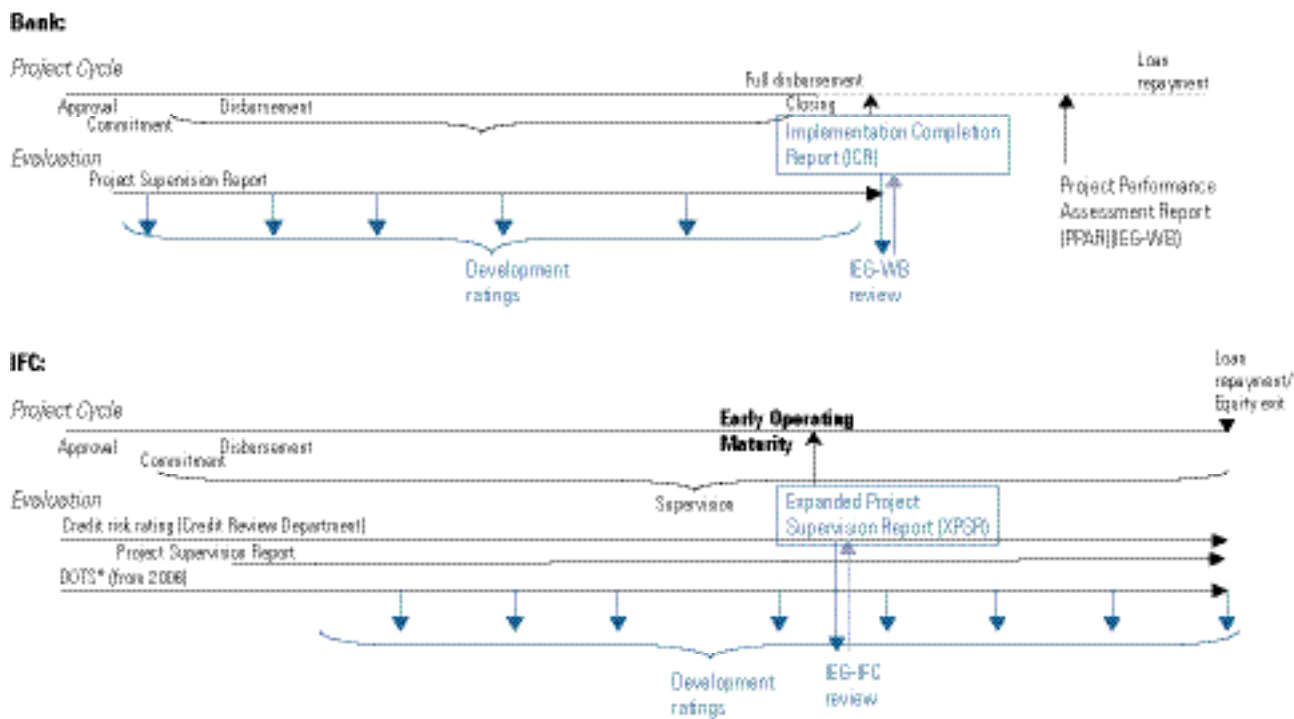 Bank:
Project Cycle
Full disbursement
Loan
repayment
Approval
Disbursement
Closing
Commitment
Implementation Completion
Report (ICR)
Evaluation
Project Supervision Report
Project Performance
Assessment Report
(PPAR)(IEG-WB)
Development
ratings
IEG-WB
review
IFC:
Loan
repayment/
Equity exit
Project Cycle
Early Operating
Maturity
Approval
Disbursement
Commitment
Supervision
Evaluation
Expanded Project
Supervision Report (XPSR)
Credit risk rating (Credit Review Department)
Project Supervision Report
DOTS* (from 2006)
Development
ratings
IEG-IFC
review